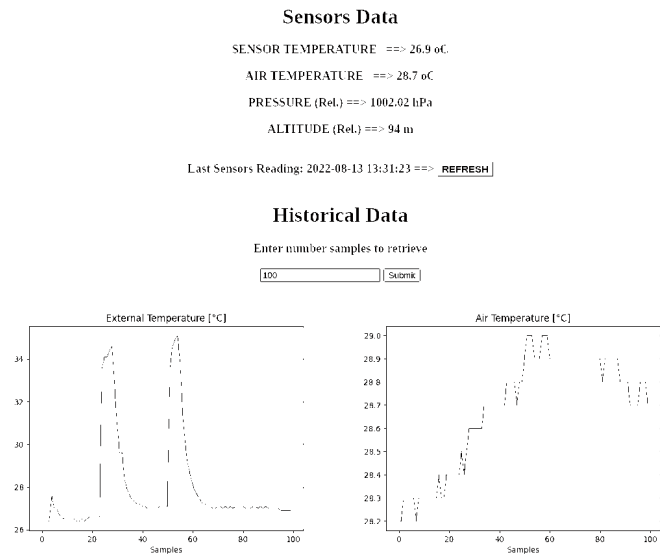 Sensors Data
SENSOR TEMPERATURE ==> 26.9 oC
AIR TEMPERATURE ==> 28.7 oC
PRESSURE (Rel.) ==> 1002.02 hPa
ALTITUDE (Rel.) ==> 94 m
Last Sensors Reading: 2022-08-13 13:31:23 ==> REFRESH
Historical Data
Enter number samples to retrieve
100 Submit
External Temperature [°C]
34
32
30
28
26
0 20 40 60 80 100
Samples
Air Temperature [°C]
29.0
28.9
28.8
28.7
28.6
28.5
28.4
28.3
28.2
0 20 40 60 80 100
Samples